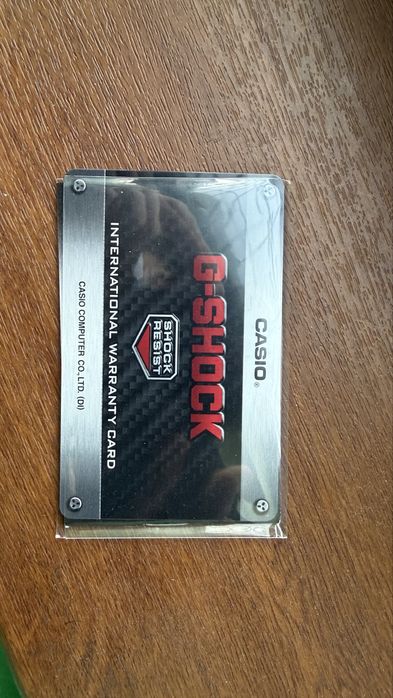 CASIO®
G-SHOCK
SHOCK
RESIST
INTERNATIONAL WARRANTY CARD
CASIO COMPUTER CO., LTD. (DI)